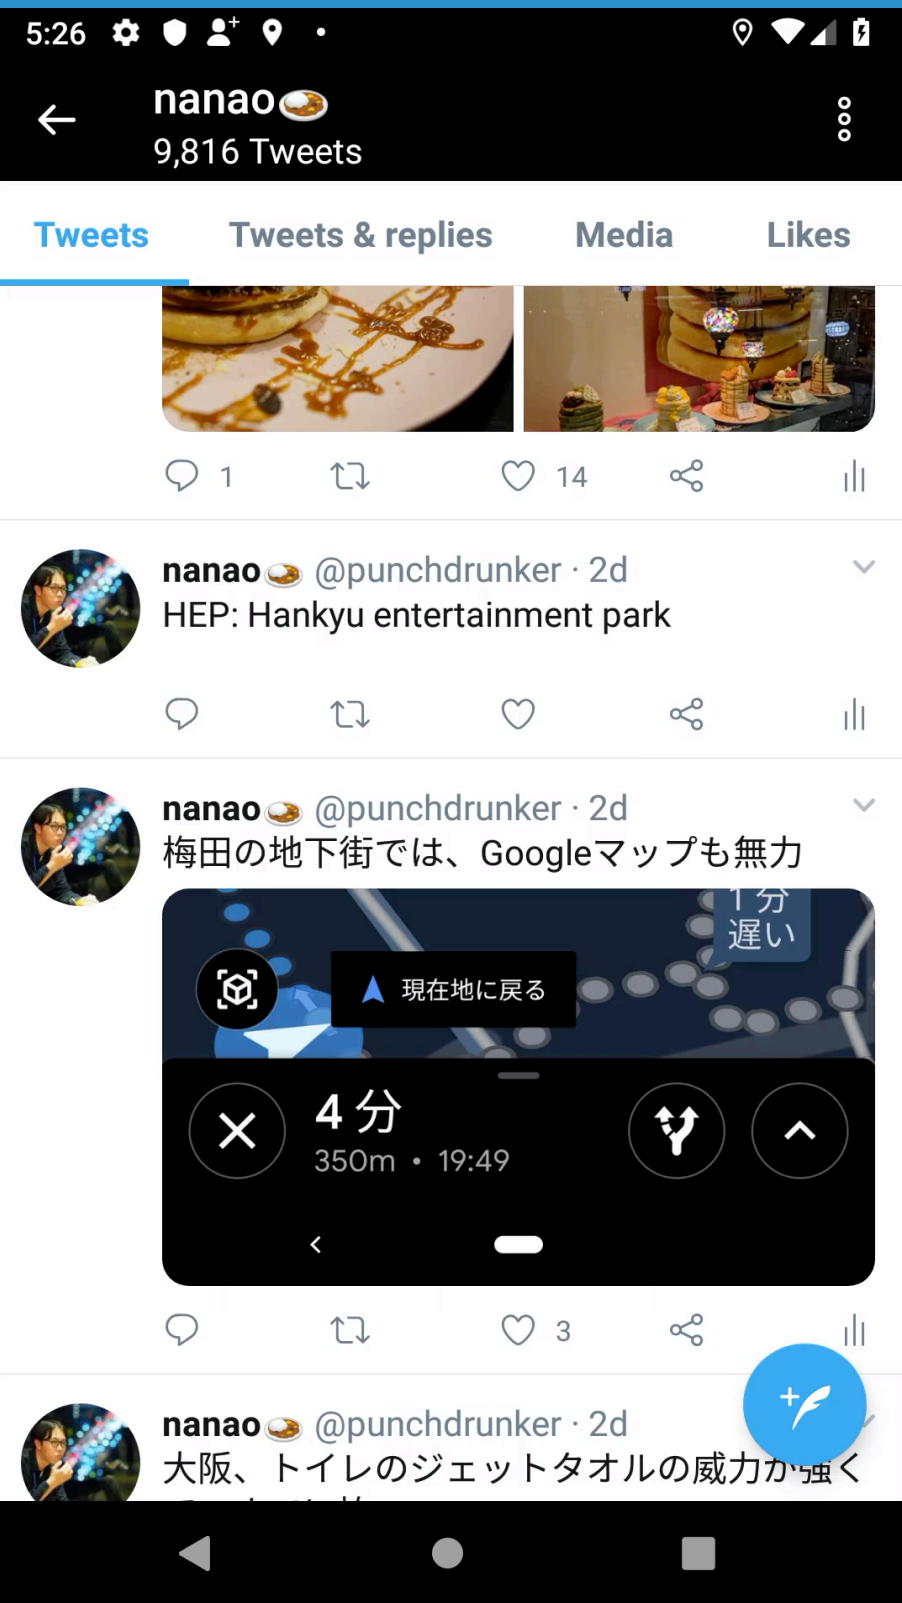 5:26
nanao
9,816 Tweets
Tweets Tweets & replies Media Likes
1 14
nanao @punchdrunker · 2d
HEP: Hankyu entertainment park
nanao @punchdrunker · 2d
梅田の地下街では、Googleマップも無力
1 分
遅い
現在地に戻る
4 分
350m • 19:49
3
nanao @punchdrunker · 2d
大阪、トイレのジェットタオルの威力が強く